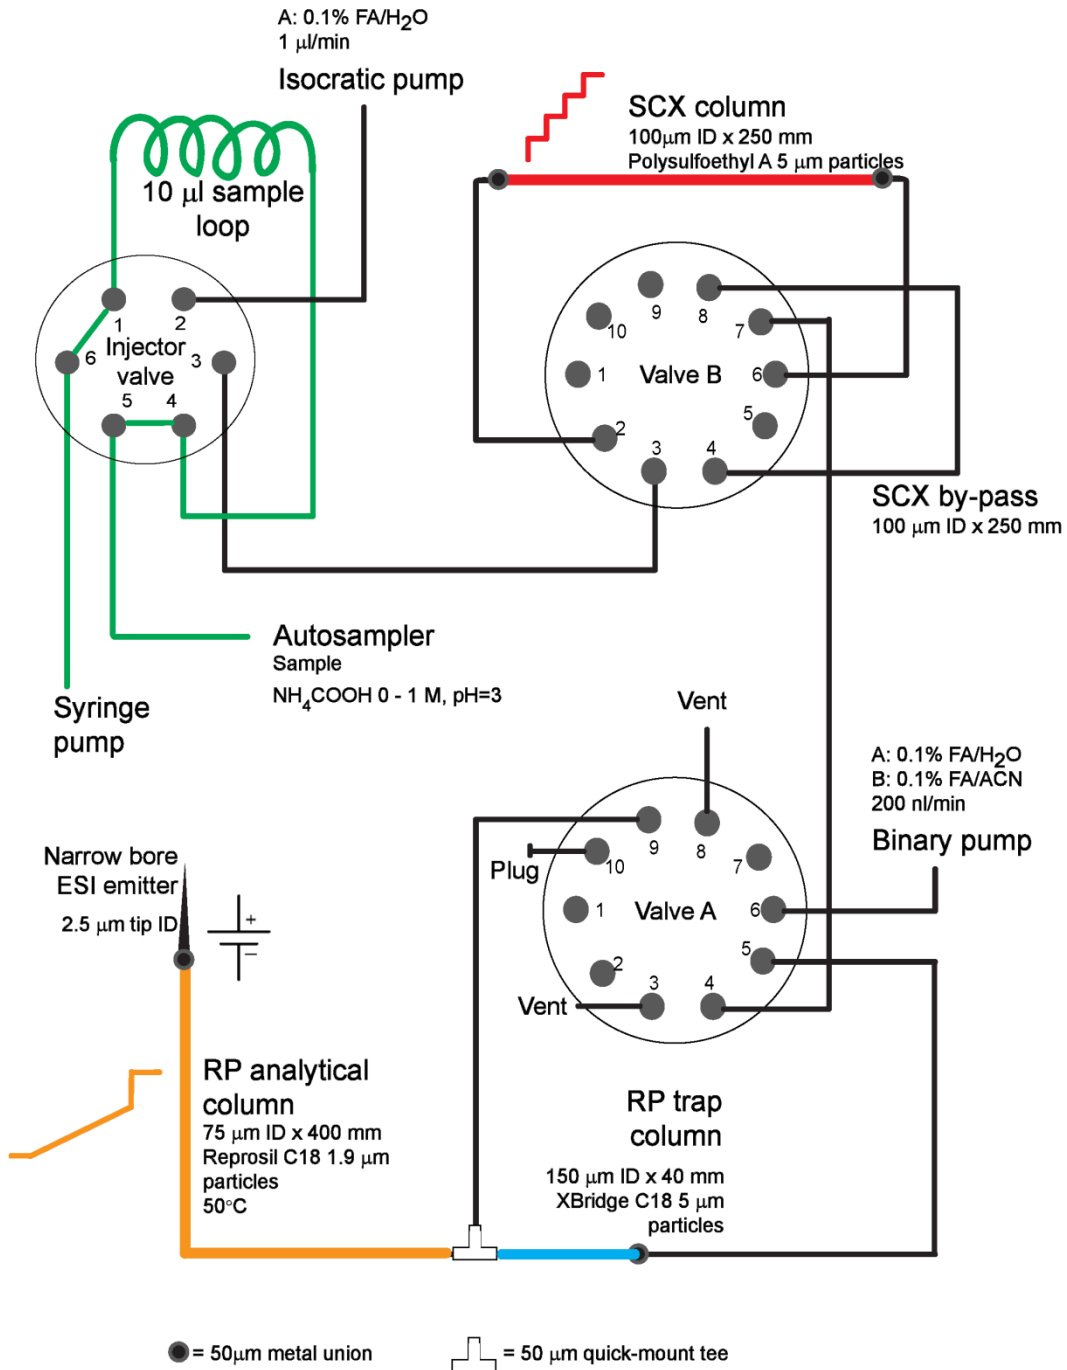 A: 0.1% FA/H2O
1 μl/min
Isocratic pump
SCX column
100μm ID x 250 mm
Polysulfoethyl A 5 μm particles
10 μl sample
loop
1
2
3
4
5
6
Injector
valve
9
8
10
7
1
Valve B
6
2
5
3
4
SCX by-pass
100 μm ID x 250 mm
Autosampler
Sample
NH4COOH 0 - 1 M, pH=3
Syringe
pump
Vent
A: 0.1% FA/H2O
B: 0.1% FA/ACN
200 nl/min
Binary pump
Narrow bore
ESI emitter
2.5 μm tip ID
+
−
Plug
9
8
10
7
1
Valve A
6
2
5
3
4
Vent
RP analytical
column
75 μm ID x 400 mm
Reprosil C18 1.9 μm
particles
50°C
RP trap
column
150 μm ID x 40 mm
XBridge C18 5 μm
particles
= 50μm metal union
= 50 μm quick-mount tee